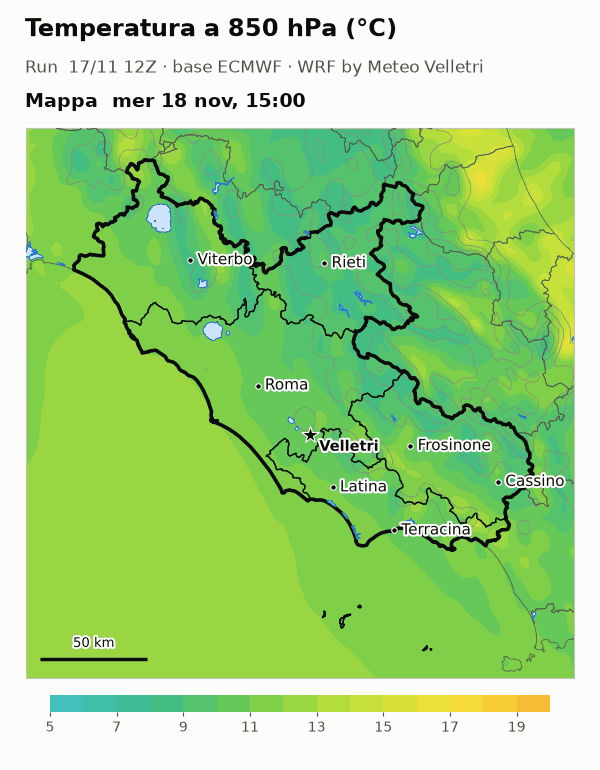 Temperatura a 850 hPa (°C)
Run  17/11 12Z · base ECMWF · WRF by Meteo Velletri
Mappa  mer 18 nov, 15:00
Viterbo
Rieti
Roma
Velletri
Frosinone
Latina
Cassino
Terracina
50 km
5 7 9 11 13 15 17 19